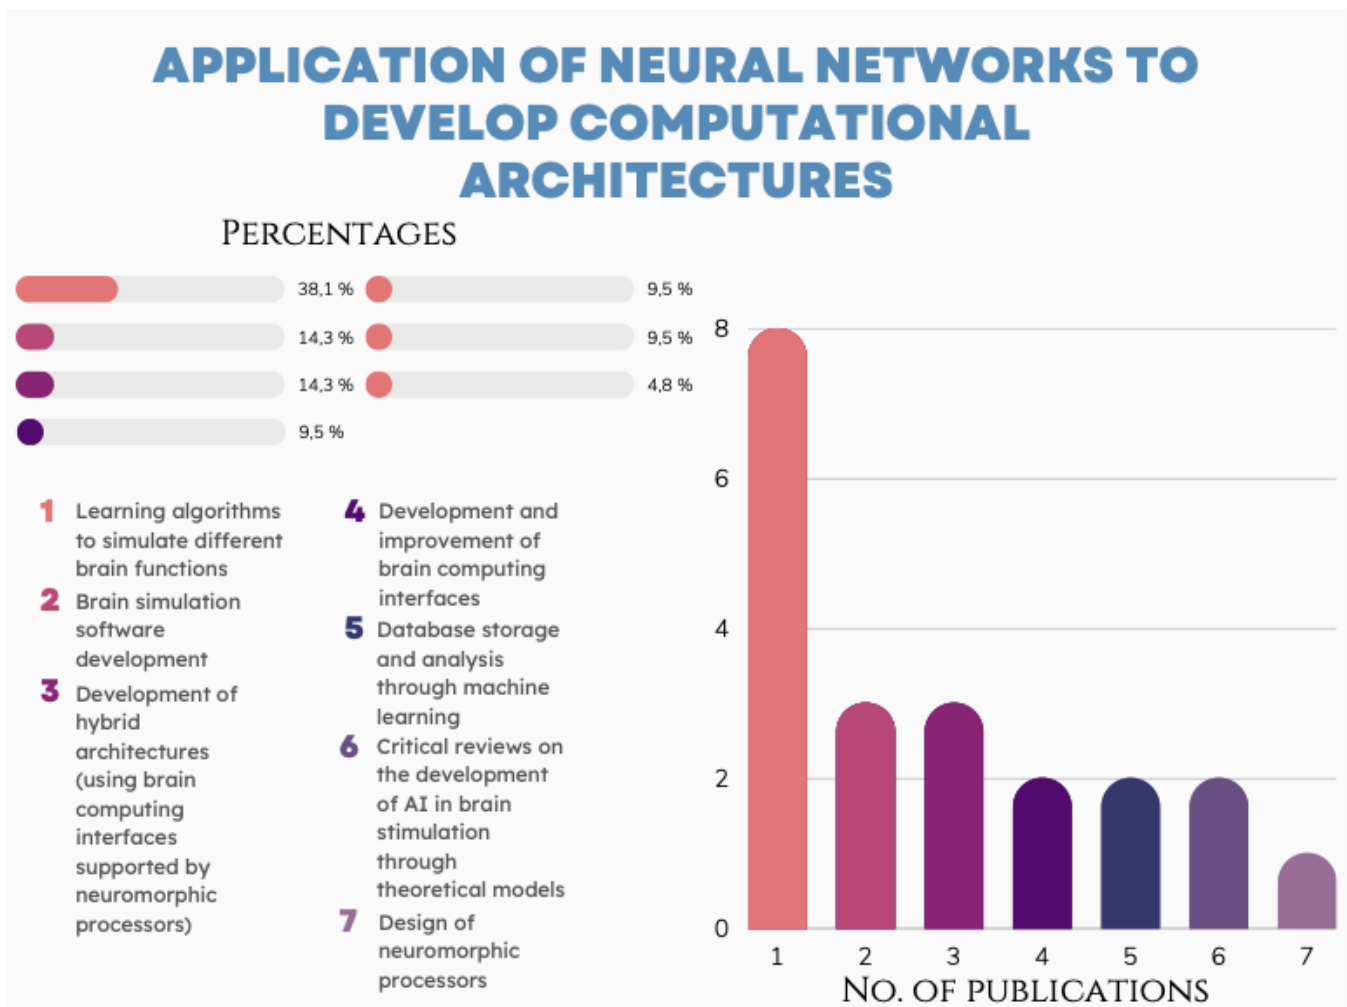 APPLICATION OF NEURAL NETWORKS TO
DEVELOP COMPUTATIONAL
ARCHITECTURES
PERCENTAGES
38,1 %
14,3 %
14,3 %
9,5 %
9,5 %
9,5 %
4,8 %
1 Learning algorithms
to simulate different
brain functions
2 Brain simulation
software
development
3 Development of
hybrid
architectures
(using brain
computing
interfaces
supported by
neuromorphic
processors)
4 Development and
improvement of
brain computing
interfaces
5 Database storage
and analysis
through machine
learning
6 Critical reviews on
the development
of AI in brain
stimulation
through
theoretical models
7 Design of
neuromorphic
processors
8
6
4
2
0
1 2 3 4 5 6 7
NO. OF PUBLICATIONS